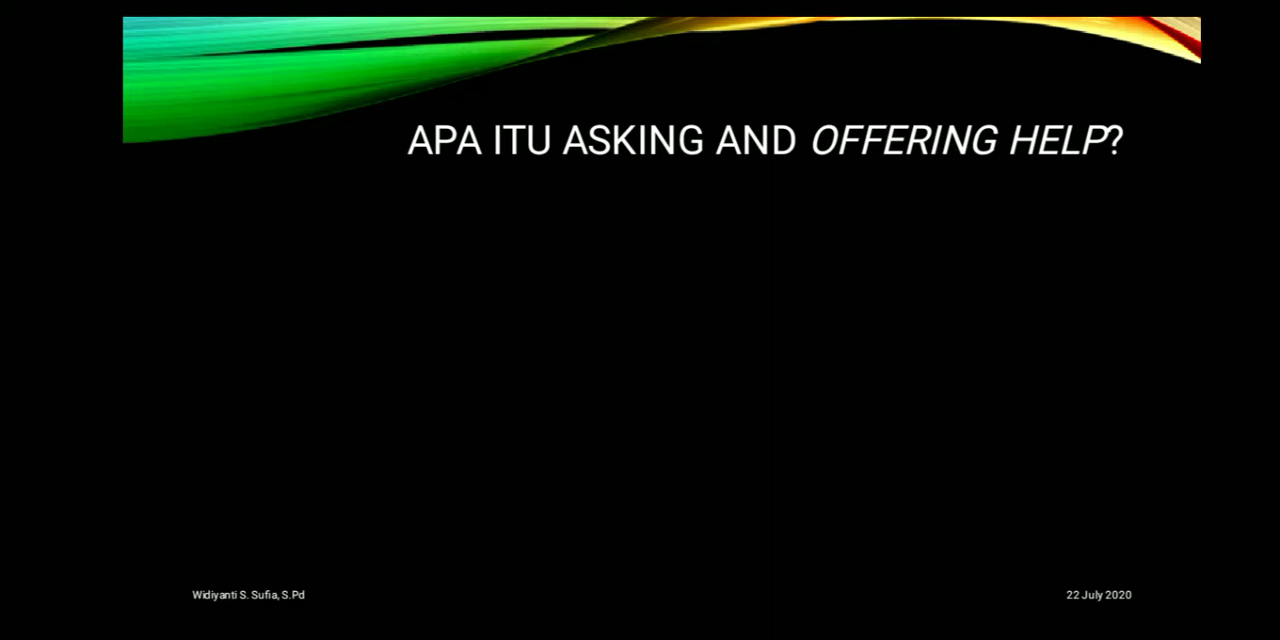 APA ITU ASKING AND OFFERING HELP?
Widiyanti S. Sufia, S.Pd
22 July 2020